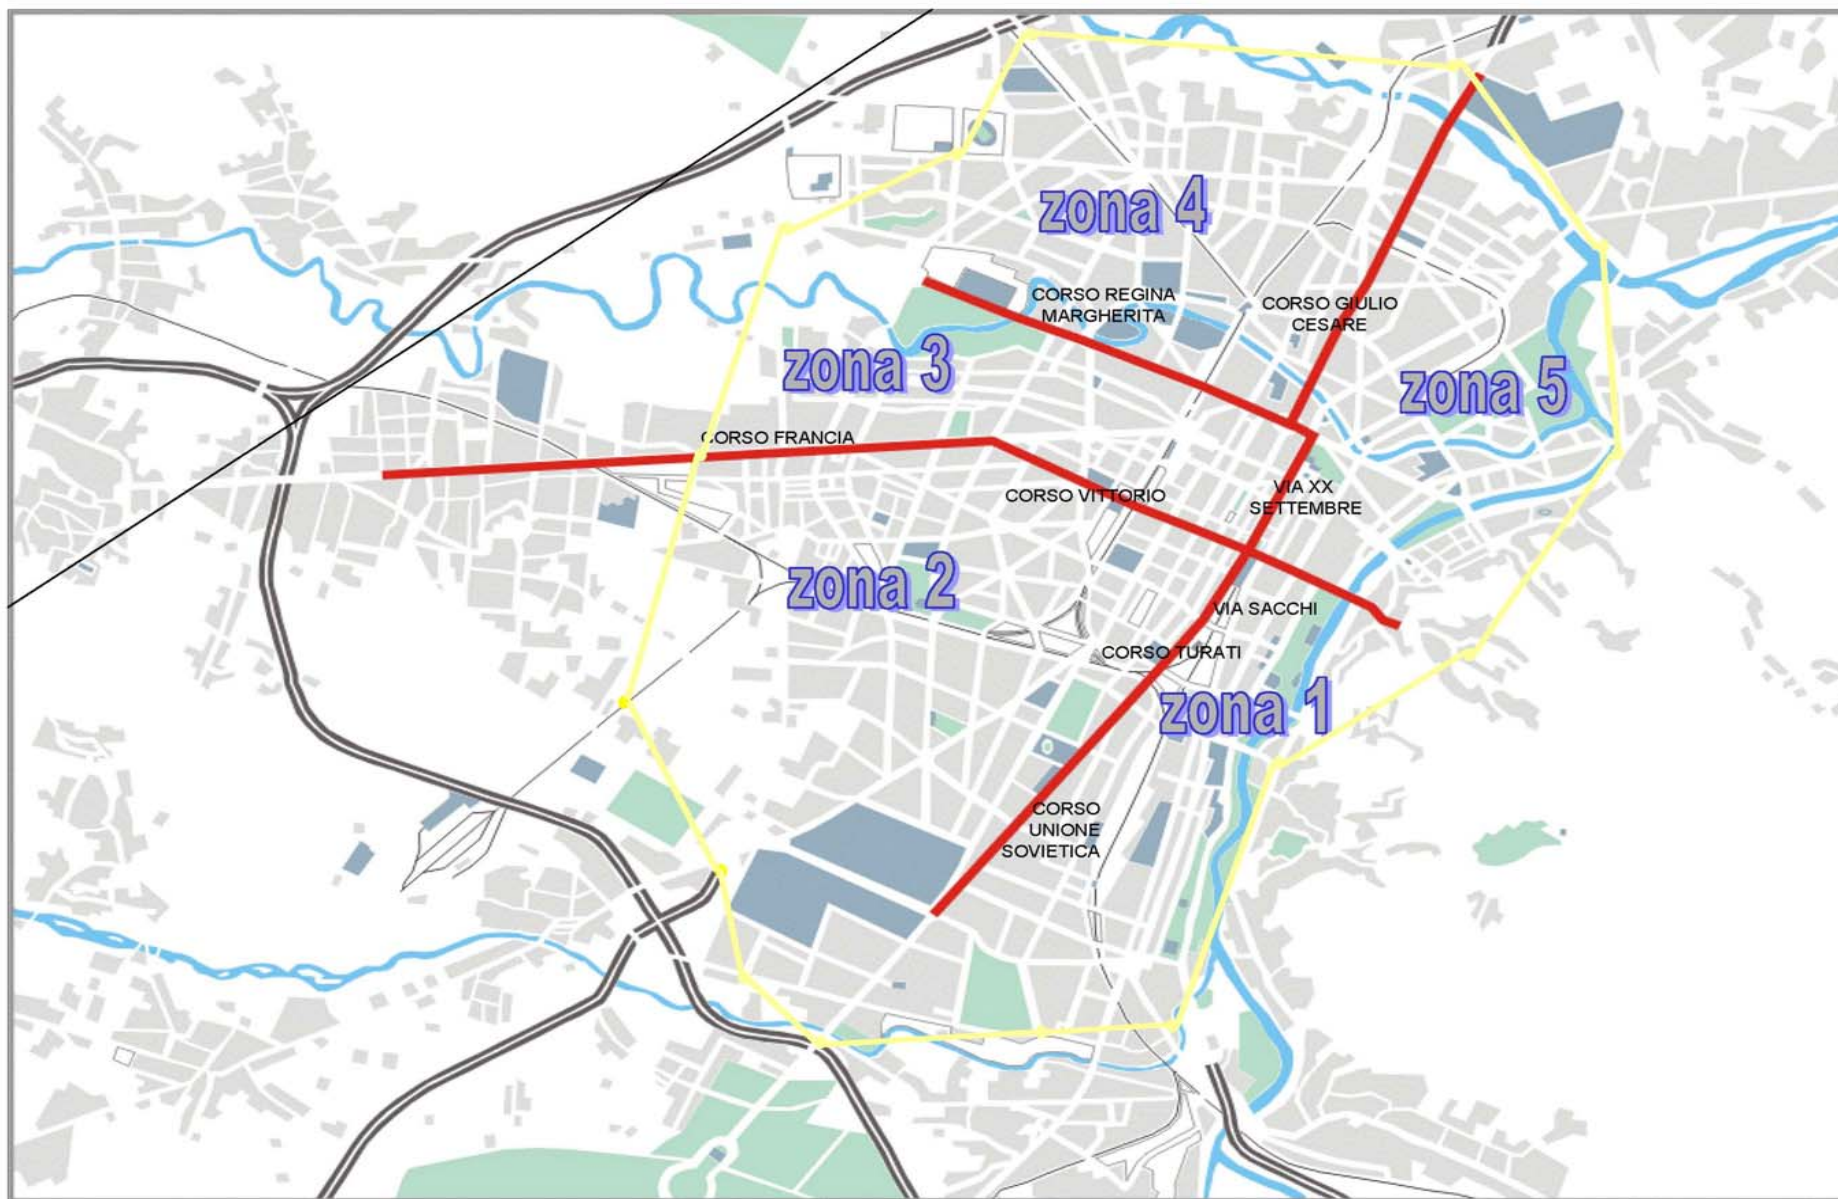 zona 4
CORSO REGINA
MARGHERITA
CORSO GIULIO
CESARE
zona 3
zona 5
CORSO FRANCIA
CORSO VITTORIO
VIA XX
SETTEMBRE
zona 2
VIA SACCHI
CORSO TURATI
zona 1
CORSO
UNIONE
SOVIETICA